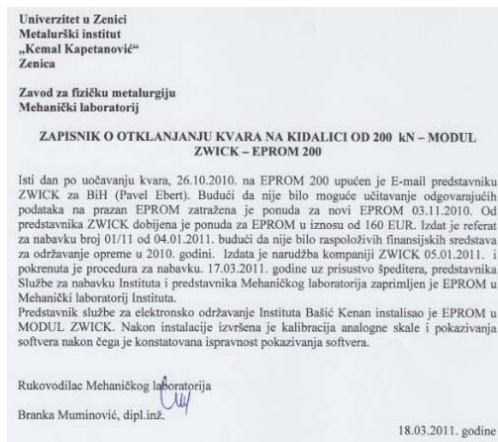 Univerzitet u Zenici
Metalurški institut
„Kemal Kapetanović“
Zenica
Zavod za fizičku metalurgiju
Mehanički laboratorij
ZAPISNIK O OTKLANJANJU KVARA NA KIDALICI OD 200 kN – MODUL
ZWICK – EPROM 200
Isti dan po uočavanju kvara, 26.10.2010. na EPROM 200 upućen je E-mail predstavniku
ZWICK za BiH (Pavel Ebert). Budući da nije bilo moguće učitavanje odgovarajućih
podataka na prazan EPROM zatražena je ponuda za novi EPROM 03.11.2010. Od
predstavnika ZWICK dobijena je ponuda za EPROM u iznosu od 160 EUR. Izdat je referat
za nabavku broj 01/11 od 04.01.2011. budući da nije bilo raspoloživih finansijskih sredstava
za održavanje opreme u 2010. godini. Izdata je narudžba kompaniji ZWICK 05.01.2011. i
pokrenuta je procedura za nabavku. 17.03.2011. godine uz prisustvo špeditera, predstavnika
Službe za nabavku Instituta i predstavnika Mehaničkog laboratorija zaprimljen je EPROM u
Mehanički laboratorij Instituta.
Predstavnik službe za elektronsko održavanje Instituta Bašić Kenan instalisao je EPROM u
MODUL ZWICK. Nakon instalacije izvršena je kalibracija analogne skale i pokazivanja
softvera nakon čega je konstatovana ispravnost pokazivanja softvera.
Rukovodilac Mehaničkog laboratorija
Branka Muminović, dipl.inž.
18.03.2011. godine